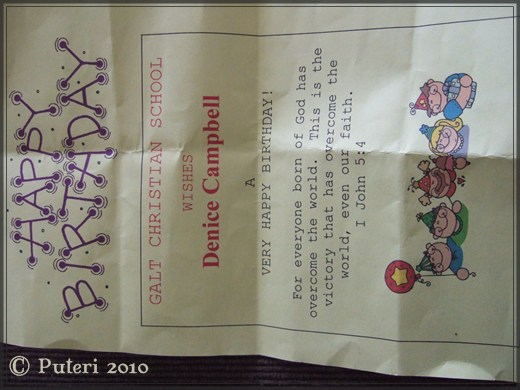 HAPPY
BIRTHDAY
GALT CHRISTIAN SCHOOL
WISHES
Denice Campbell
A
VERY HAPPY BIRTHDAY!
For everyone born of God has
overcome the world. This is the
victory that has overcome the
world, even our faith.
I John 5:4
© Puteri 2010